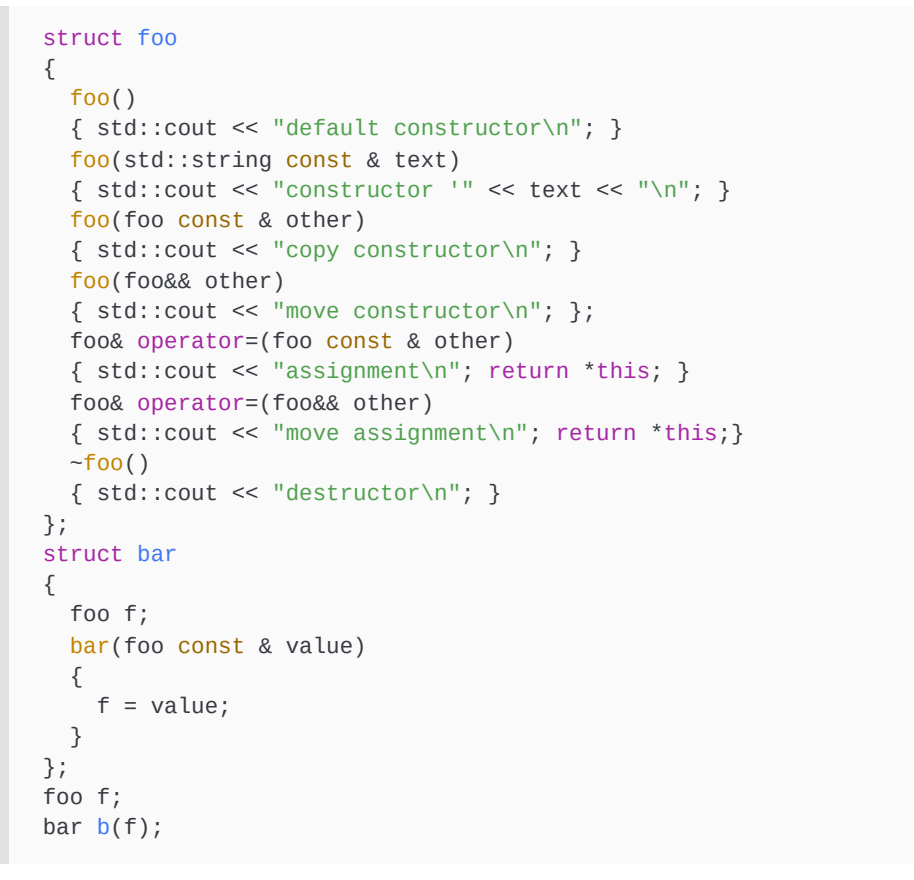 struct foo
{
  foo()
  { std::cout << "default constructor\n"; }
  foo(std::string const & text)
  { std::cout << "constructor '" << text << "\n"; }
  foo(foo const & other)
  { std::cout << "copy constructor\n"; }
  foo(foo&& other)
  { std::cout << "move constructor\n"; };
  foo& operator=(foo const & other)
  { std::cout << "assignment\n"; return *this; }
  foo& operator=(foo&& other)
  { std::cout << "move assignment\n"; return *this;}
  ~foo()
  { std::cout << "destructor\n"; }
};
struct bar
{
  foo f;
  bar(foo const & value)
  {
    f = value;
  }
};
foo f;
bar b(f);